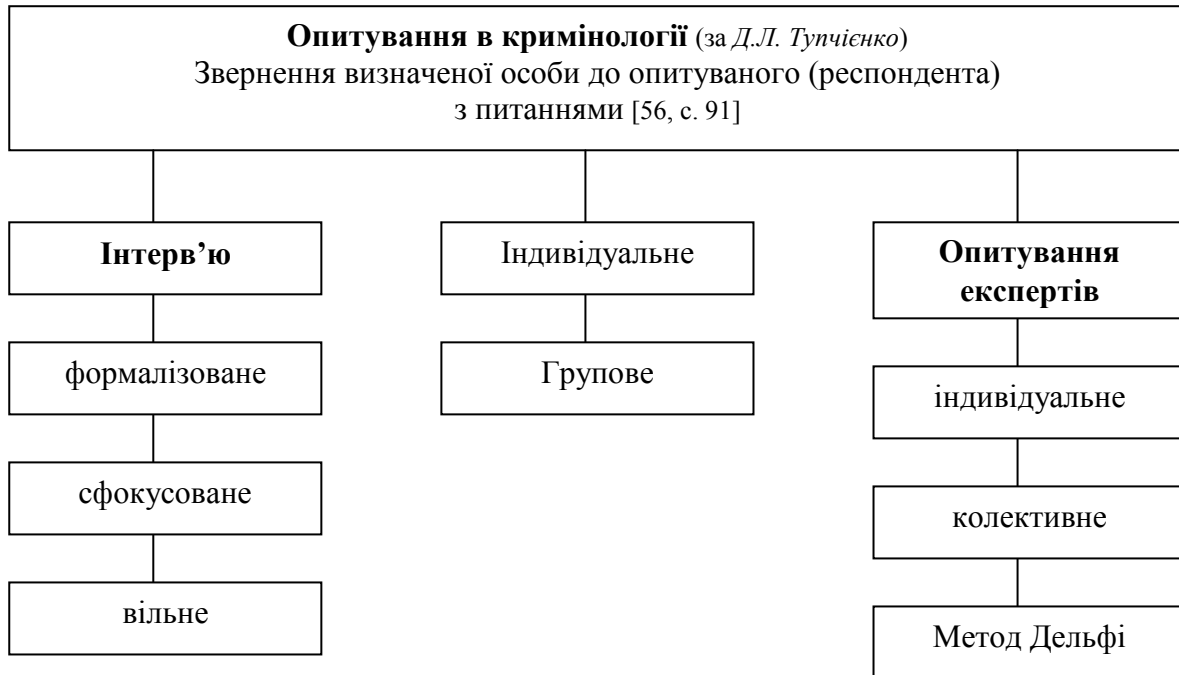 Опитування в кримінології (за Д.Л. Тупчієнко)
Звернення визначеної особи до опитуваного (респондента)
з питаннями [56, с. 91]
Інтерв’ю
формалізоване
сфокусоване
вільне
Індивідуальне
Групове
Опитування
експертів
індивідуальне
колективне
Метод Дельфі